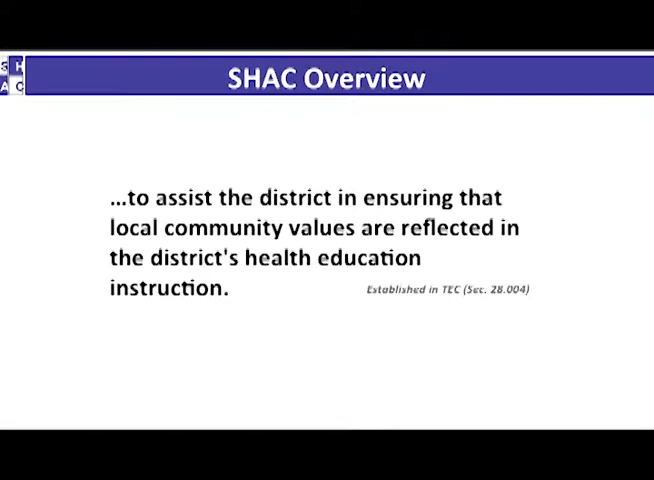 S H
A C
SHAC Overview
...to assist the district in ensuring that
local community values are reflected in
the district's health education
instruction.
Established in TEC (Sec. 28.004)